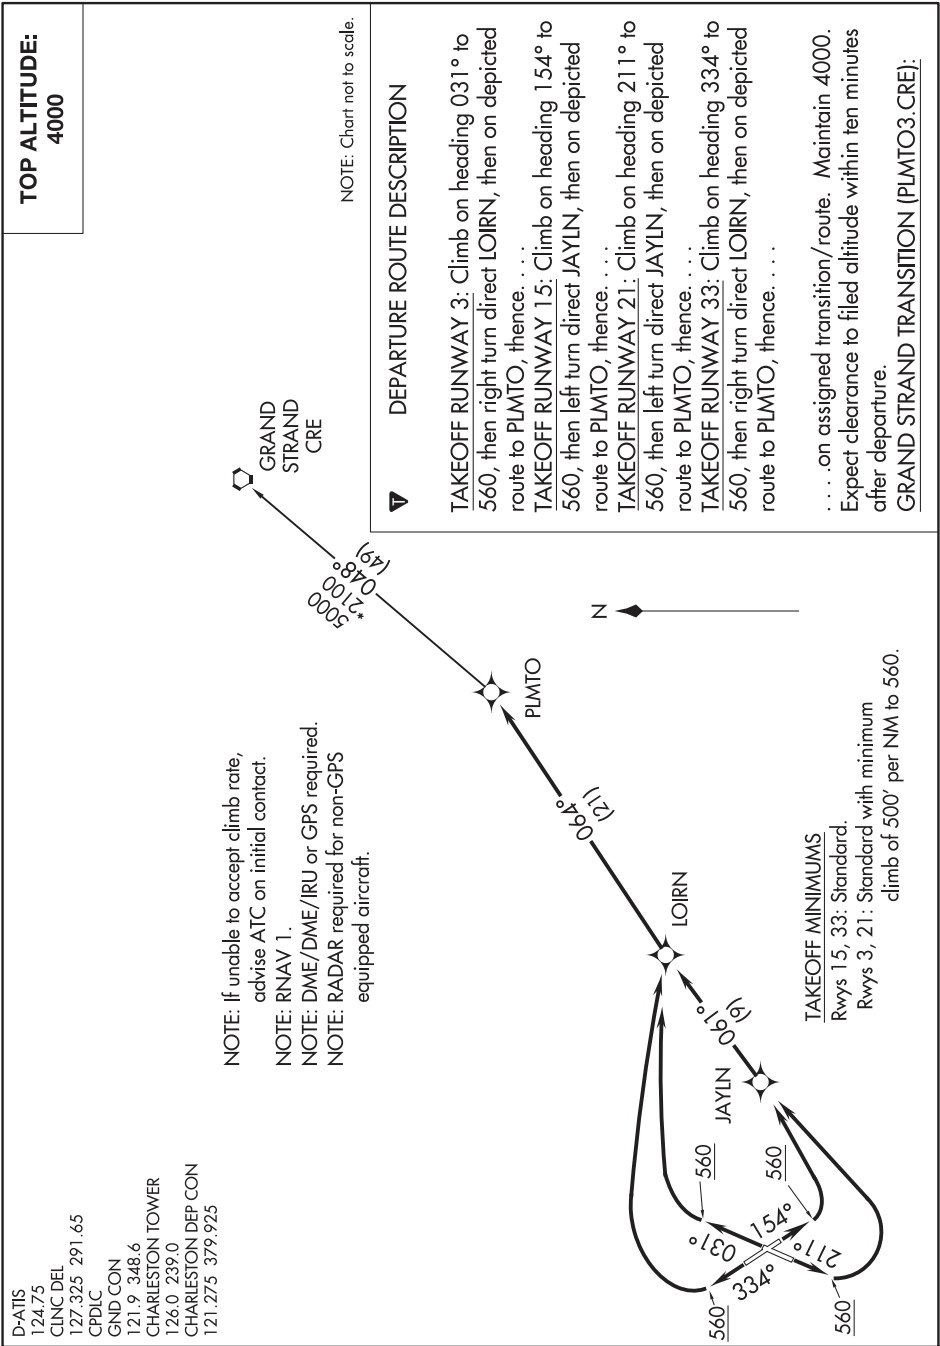 TOP ALTITUDE:
4000
D-ATIS
124.75
CLNC DEL
127.325 291.65
CPDLC
GND CON
121.9 348.6
CHARLESTON TOWER
126.0 239.0
CHARLESTON DEP CON
121.275 379.925
NOTE: If unable to accept climb rate,
advise ATC on initial contact.
NOTE: RNAV 1.
NOTE: DME/DME/IRU or GPS required.
NOTE: RADAR required for non-GPS
equipped aircraft.
GRAND
STRAND
CRE
5000
*2100
048°
(49)
PLMTO
064°
(21)
LOIRN
061°
(9)
JAYLN
560
560
560
560
031°
154°
334°
211°
N
TAKEOFF MINIMUMS
Rwys 15, 33: Standard.
Rwys 3, 21: Standard with minimum
climb of 500' per NM to 560.
NOTE: Chart not to scale.
T
DEPARTURE ROUTE DESCRIPTION
TAKEOFF RUNWAY 3: Climb on heading 031° to
560, then right turn direct LOIRN, then on depicted
route to PLMTO, thence. . . .
TAKEOFF RUNWAY 15: Climb on heading 154° to
560, then left turn direct JAYLN, then on depicted
route to PLMTO, thence. . . .
TAKEOFF RUNWAY 21: Climb on heading 211° to
560, then left turn direct JAYLN, then on depicted
route to PLMTO, thence. . . .
TAKEOFF RUNWAY 33: Climb on heading 334° to
560, then right turn direct LOIRN, then on depicted
route to PLMTO, thence. . . .
. . . .on assigned transition/route. Maintain 4000.
Expect clearance to filed altitude within ten minutes
after departure.
GRAND STRAND TRANSITION (PLMTO3.CRE):